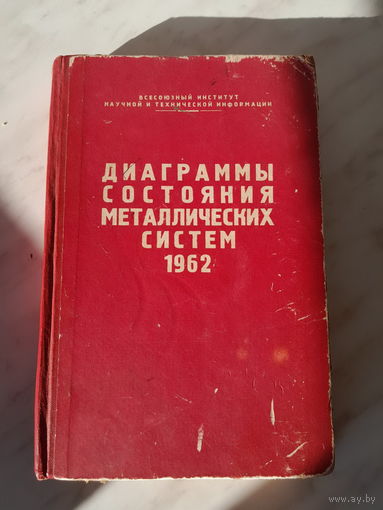 ВСЕСОЮЗНЫЙ ИНСТИТУТ
НАУЧНОЙ И ТЕХНИЧЕСКОЙ ИНФОРМАЦИИ
ДИАГРАММЫ
СОСТОЯНИЯ
МЕТАЛЛИЧЕСКИХ
СИСТЕМ
1962
www.ay.by